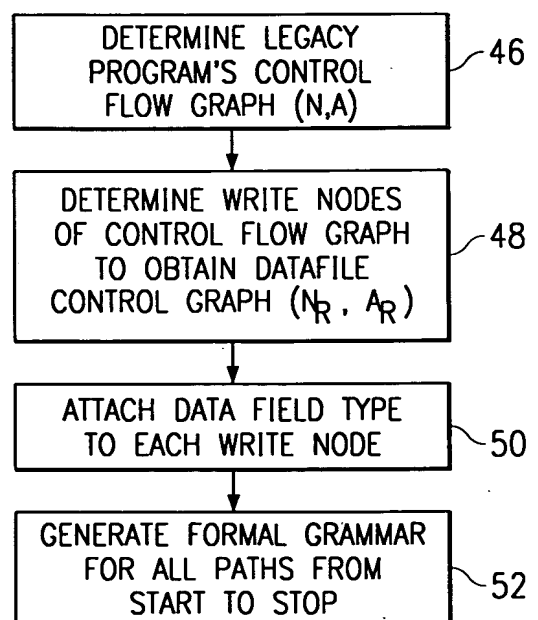 DETERMINE LEGACY
PROGRAM'S CONTROL
FLOW GRAPH (N,A)
46
DETERMINE WRITE NODES
OF CONTROL FLOW GRAPH
TO OBTAIN DATAFILE
CONTROL GRAPH (NR , AR)
48
ATTACH DATA FIELD TYPE
TO EACH WRITE NODE
50
GENERATE FORMAL GRAMMAR
FOR ALL PATHS FROM
START TO STOP
52